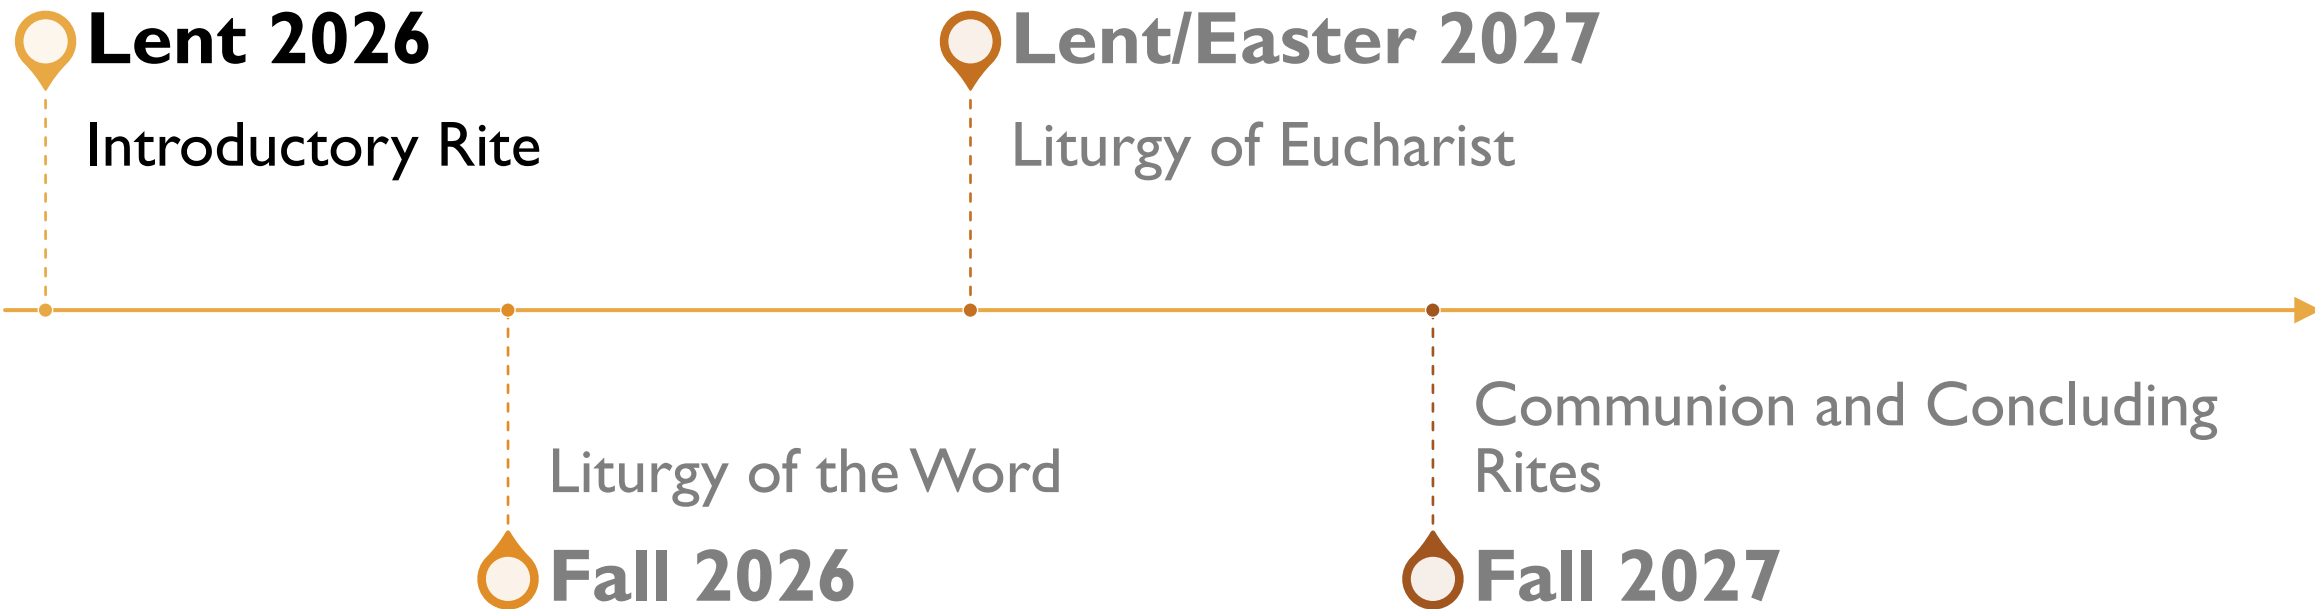 Lent 2026
Introductory Rite
Lent/Easter 2027
Liturgy of Eucharist
Liturgy of the Word
Fall 2026
Communion and Concluding
Rites
Fall 2027